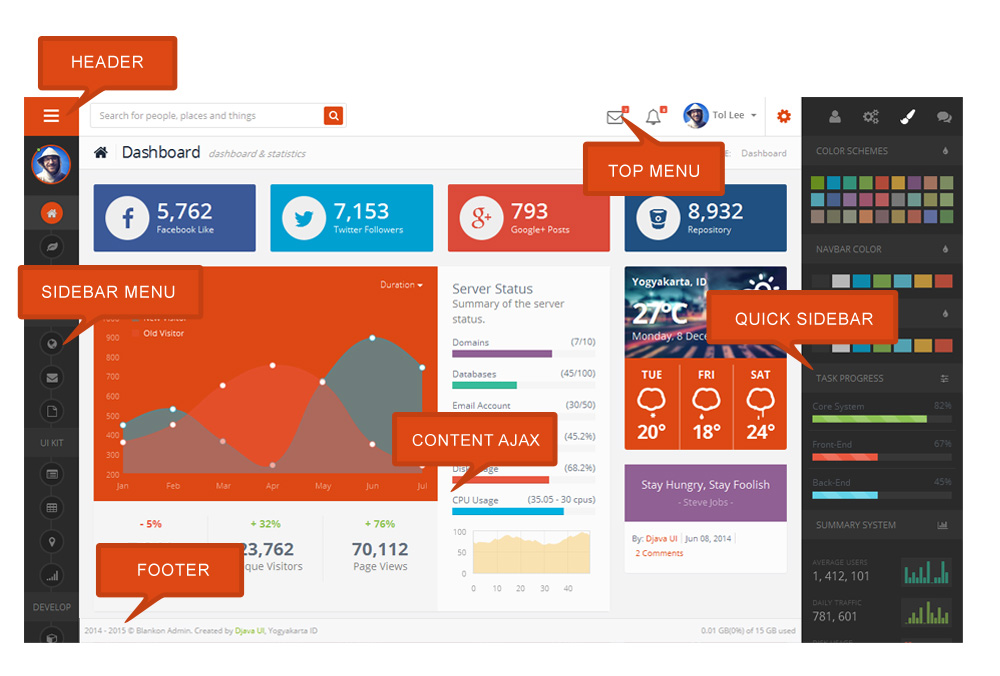 HEADER
Search for people, places and things
Tol Lee
Dashboard dashboard & statistics
Dashboard
TOP MENU
5,762
Facebook Like
7,153
Twitter Followers
793
Google+ Posts
8,932
Repository
SIDEBAR MENU
UI KIT
DEVELOP
Duration
Old Visitor
900
800
700
600
500
400
300
200
Jan Feb Mar Apr May Jun Jul
- 5%
+ 32%
23,762
+ 76%
70,112
Page Views
Visitors
Server Status
Summary of the server
status.
Domains (7/10)
Databases (45/100)
Email Account (30/50)
(45.2%)
(68.2%)
CONTENT AJAX
CPU Usage (35.05 - 30 cpus)
100
50
0
0 10 20 30 40
Yogyakarta, ID
27°C
Monday, 8
TUE FRI SAT
20° 18° 24°
Stay Hungry, Stay Foolish
- Steve Jobs -
By: Djava UI | Jun 08, 2014
2 Comments
QUICK SIDEBAR
COLOR SCHEMES
NAVBAR COLOR
TASK PROGRESS
Core System 82%
Front-End 67%
Back-End 45%
SUMMARY SYSTEM
AVERAGE USERS
1, 412, 101
DAILY TRAFFIC
781, 601
FOOTER
2014 - 2015 © Blankon Admin. Created by Djava UI, Yogyakarta ID
0.01 GB(0%) of 15 GB used